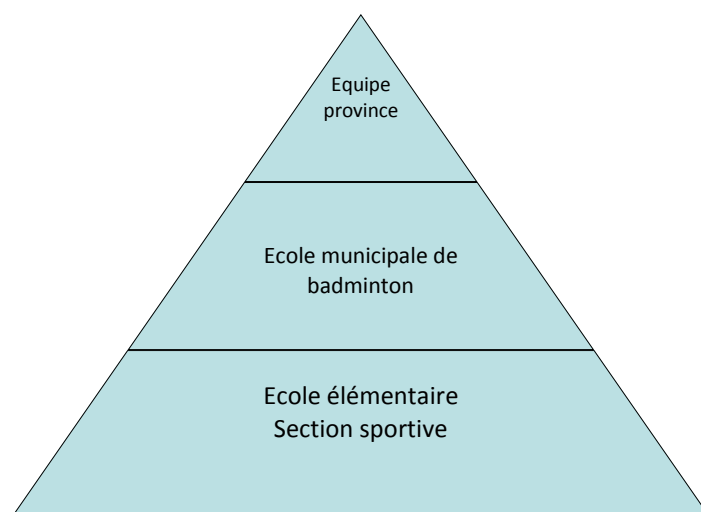 Equipe
province
Ecole municipale de
badminton
Ecole élémentaire
Section sportive